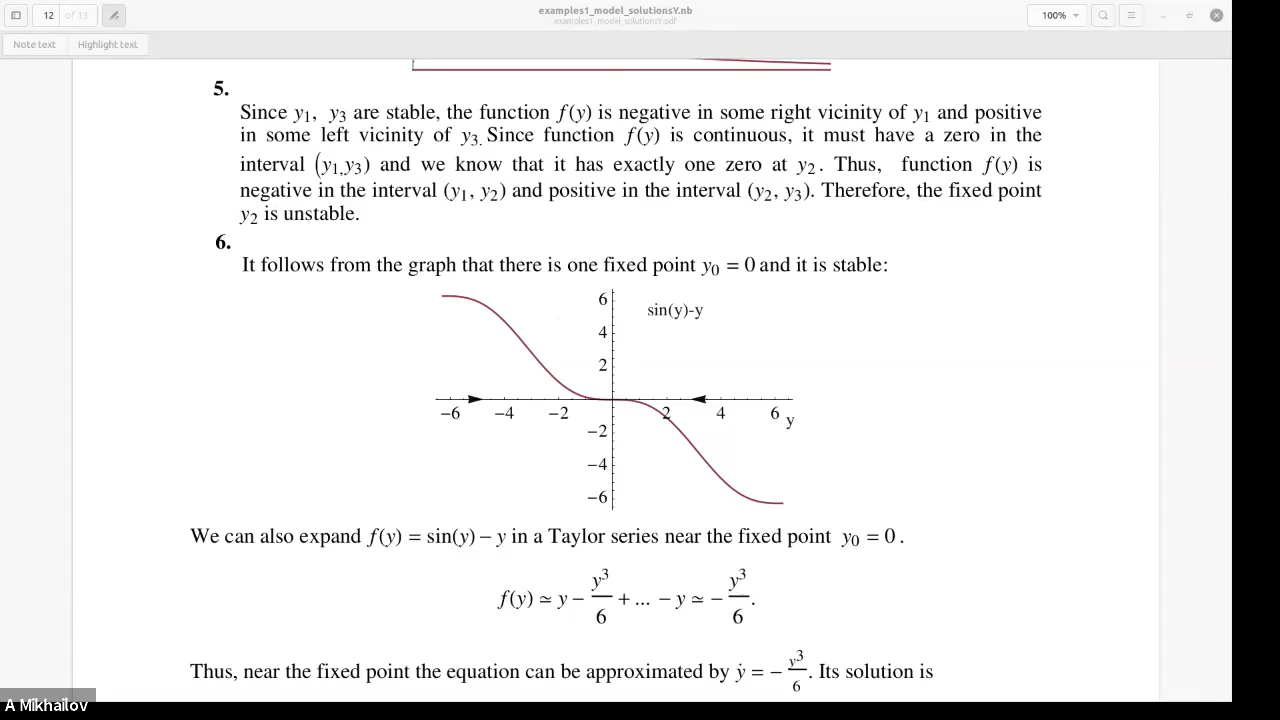 examples1_model_solutionsY.nb
examples1_model_solutionsY.pdf
12 of 13
100%
Note text Highlight text
5.
Since y₁, y₃ are stable, the function f(y) is negative in some right vicinity of y₁ and positive
in some left vicinity of y₃. Since function f(y) is continuous, it must have a zero in the
interval (y₁,y₃) and we know that it has exactly one zero at y₂. Thus, function f(y) is
negative in the interval (y₁, y₂) and positive in the interval (y₂, y₃). Therefore, the fixed point
y₂ is unstable.
6.
It follows from the graph that there is one fixed point y₀ = 0 and it is stable:
sin(y)-y
6
4
2
−6 −4 −2 2 4 6 y
−2
−4
−6
We can also expand f(y) = sin(y) − y in a Taylor series near the fixed point y₀ = 0 .
f(y) ≃ y − y³/6 + ... − y ≃ − y³/6.
Thus, near the fixed point the equation can be approximated by ẏ = − y³/6. Its solution is
A Mikhailov